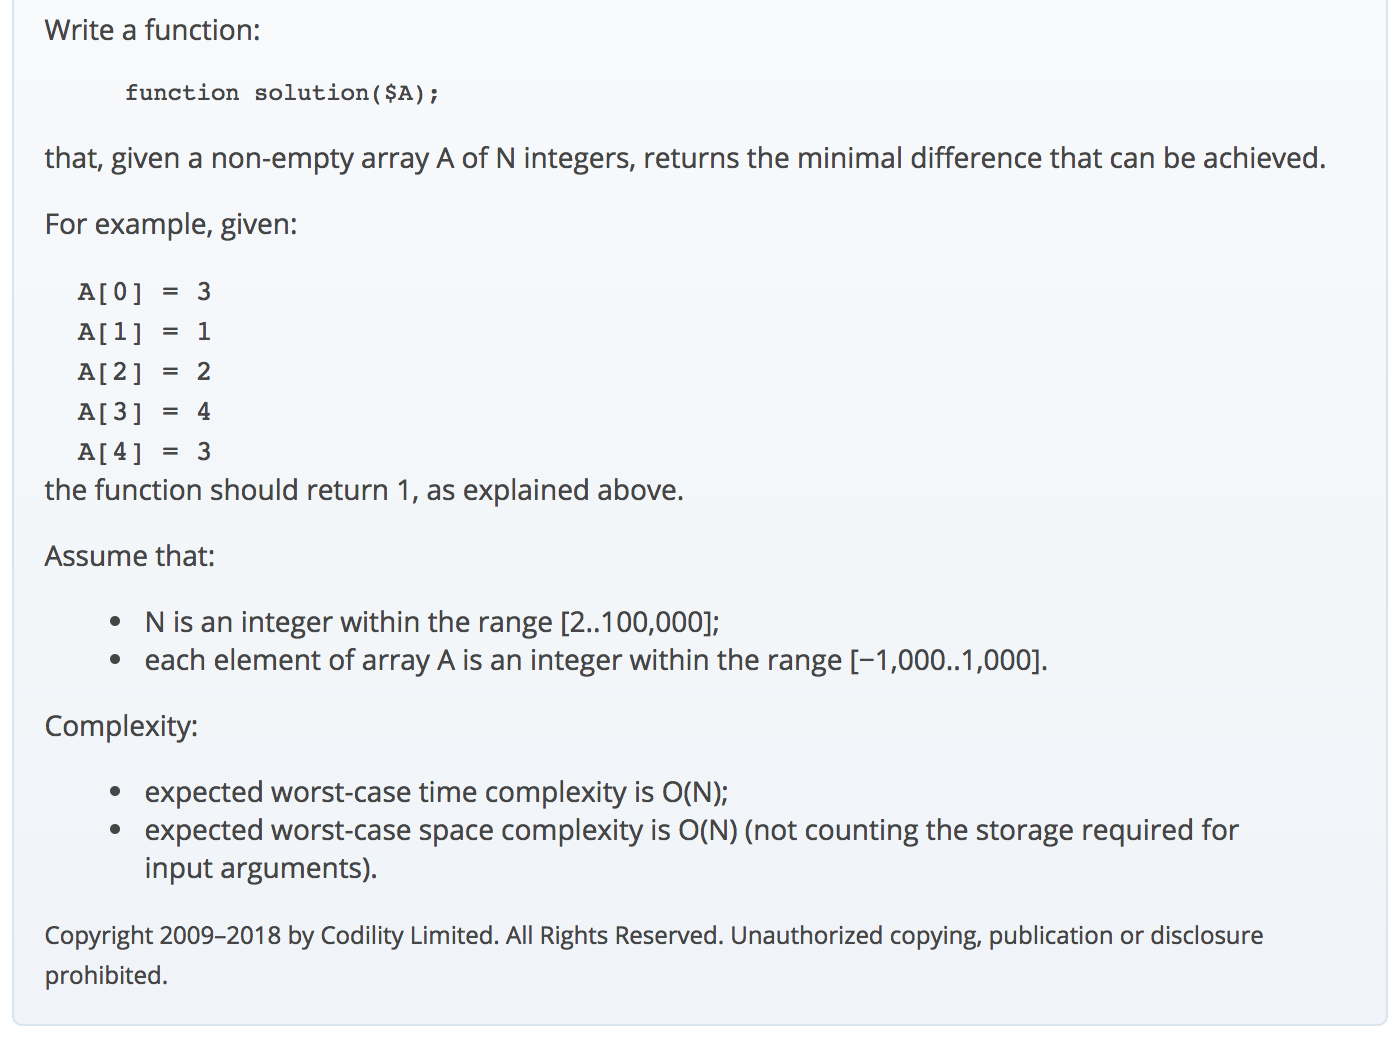 Write a function:
function solution($A);
that, given a non-empty array A of N integers, returns the minimal difference that can be achieved.
For example, given:
A[0] = 3
A[1] = 1
A[2] = 2
A[3] = 4
A[4] = 3
the function should return 1, as explained above.
Assume that:
• N is an integer within the range [2..100,000];
• each element of array A is an integer within the range [−1,000..1,000].
Complexity:
• expected worst-case time complexity is O(N);
• expected worst-case space complexity is O(N) (not counting the storage required for
input arguments).
Copyright 2009–2018 by Codility Limited. All Rights Reserved. Unauthorized copying, publication or disclosure
prohibited.